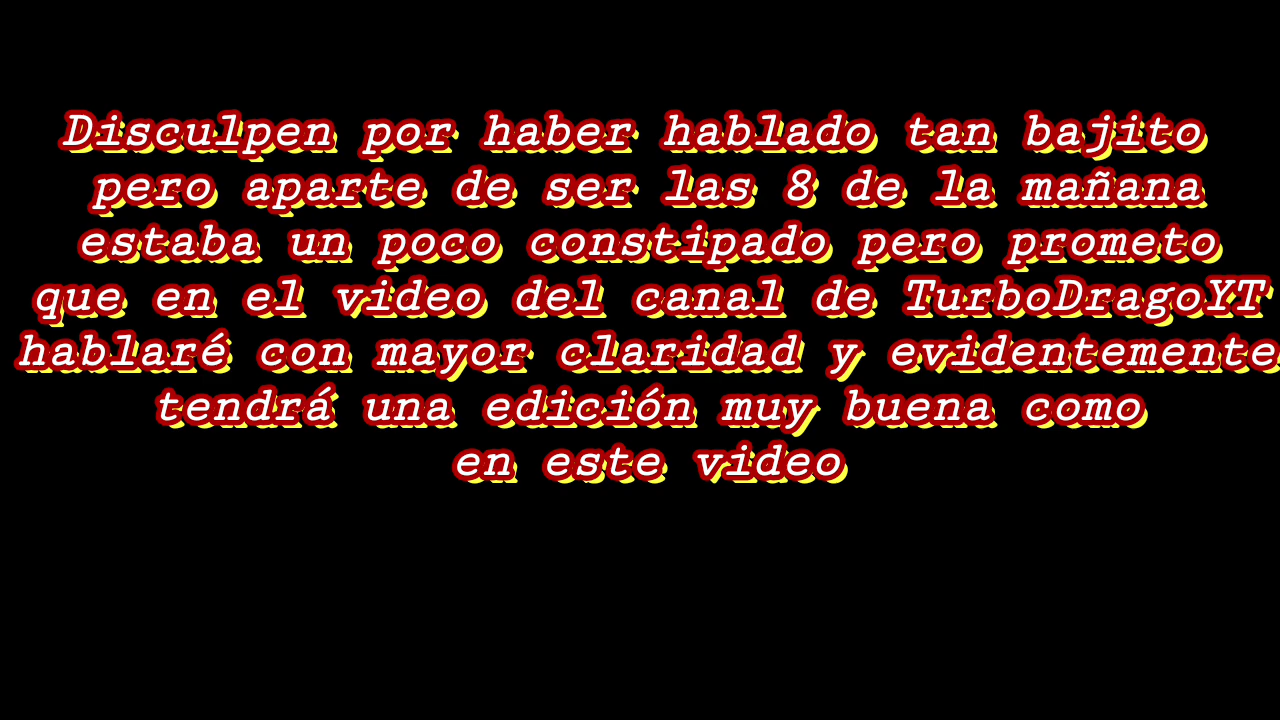 Disculpen por haber hablado tan bajito
pero aparte de ser las 8 de la mañana
estaba un poco constipado pero prometo
que en el video del canal de TurboDragoYT
hablaré con mayor claridad y evidentemente
tendrá una edición muy buena como
en este video